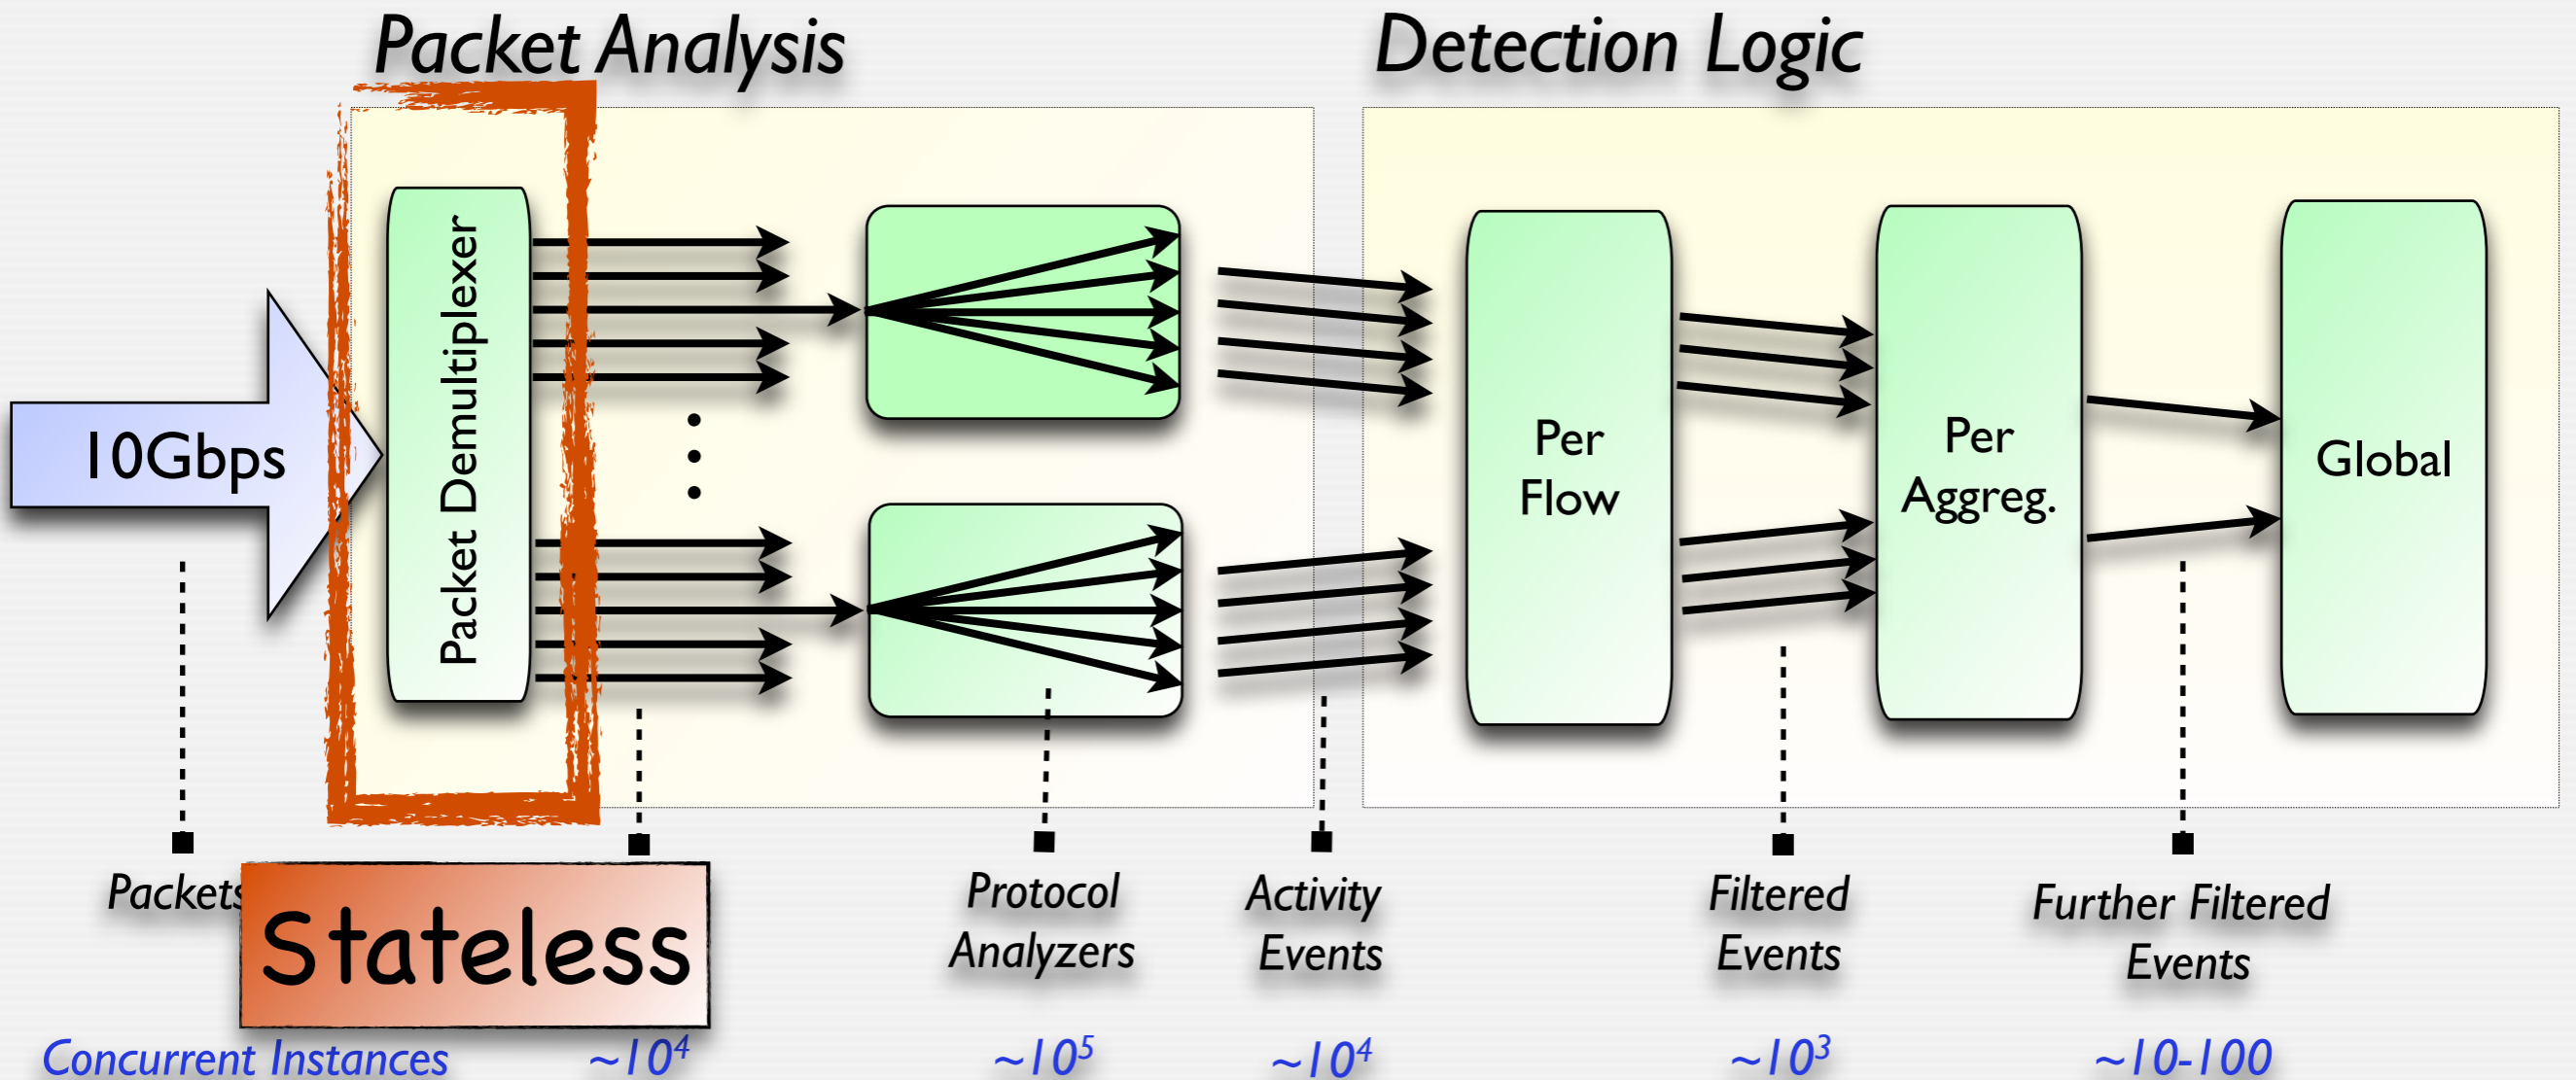 Packet Analysis
Detection Logic
10Gbps
Packet Demultiplexer
Per
Flow
Per
Aggreg.
Global
Packets
Stateless
Protocol
Analyzers
Activity
Events
Filtered
Events
Further Filtered
Events
Concurrent Instances
~10⁴
~10⁵
~10⁴
~10³
~10-100